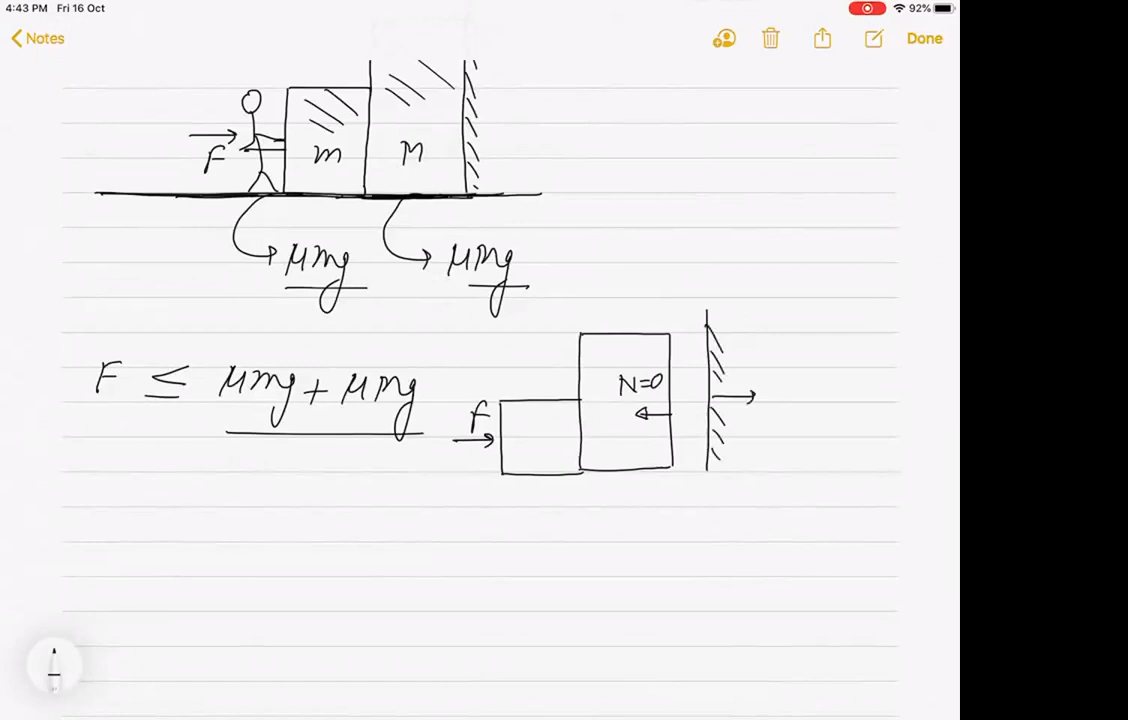 4:43 PM Fri 16 Oct
92%
Notes
Done
F
m
M
μmg
μMg
F ≤ μmg + μMg
F
N=0